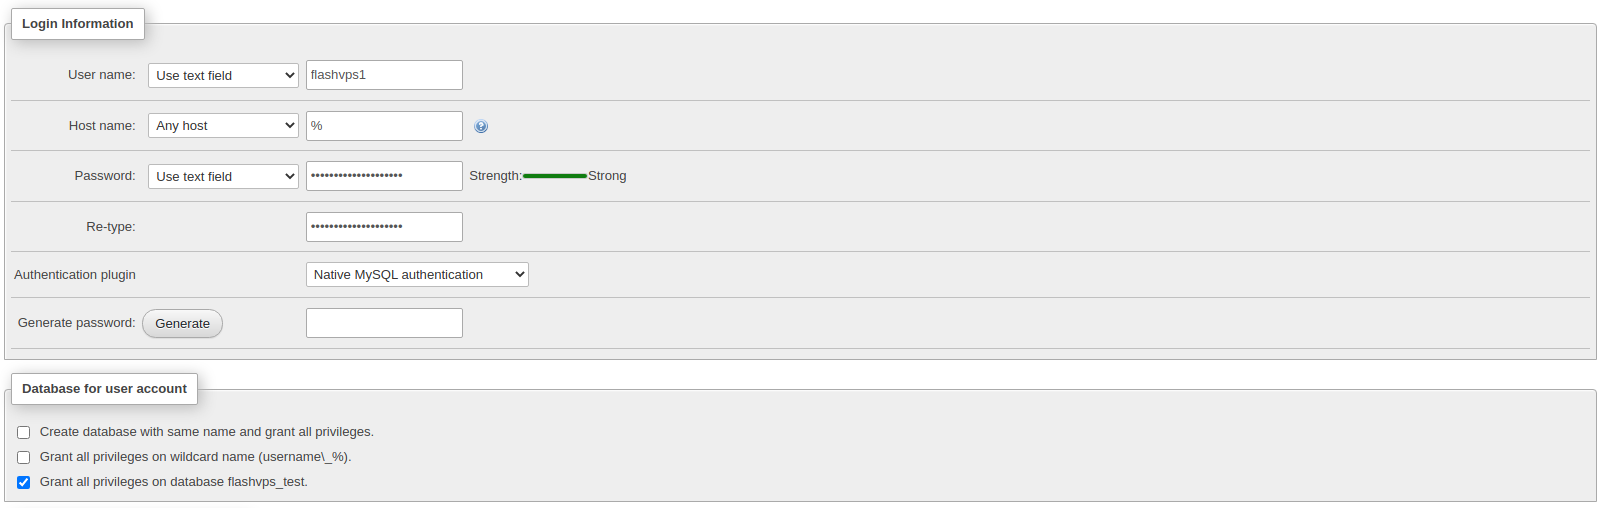 Login Information
User name: Use text field flashvps1
Host name: Any host %
Password: Use text field •••••••••••••••••••• Strength: Strong
Re-type: ••••••••••••••••••••
Authentication plugin Native MySQL authentication
Generate password: Generate
Database for user account
Create database with same name and grant all privileges.
Grant all privileges on wildcard name (username\_%).
Grant all privileges on database flashvps_test.